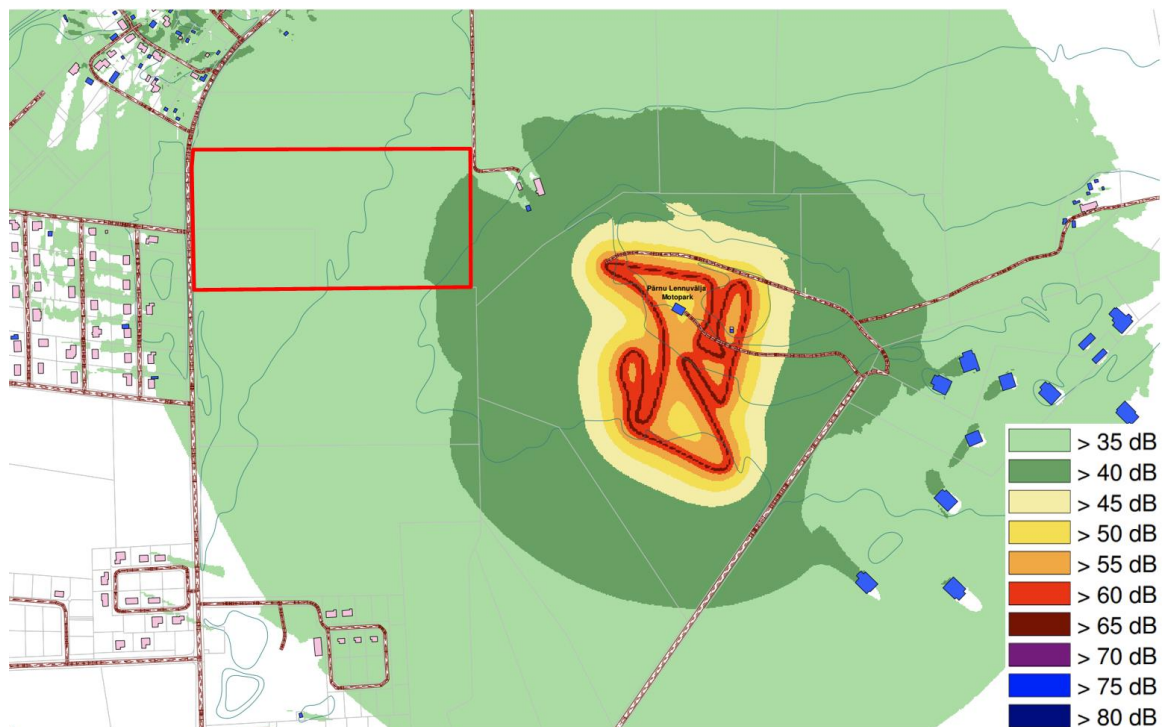 Pärnu Lennuvälja
Motopark
> 35 dB
> 40 dB
> 45 dB
> 50 dB
> 55 dB
> 60 dB
> 65 dB
> 70 dB
> 75 dB
> 80 dB